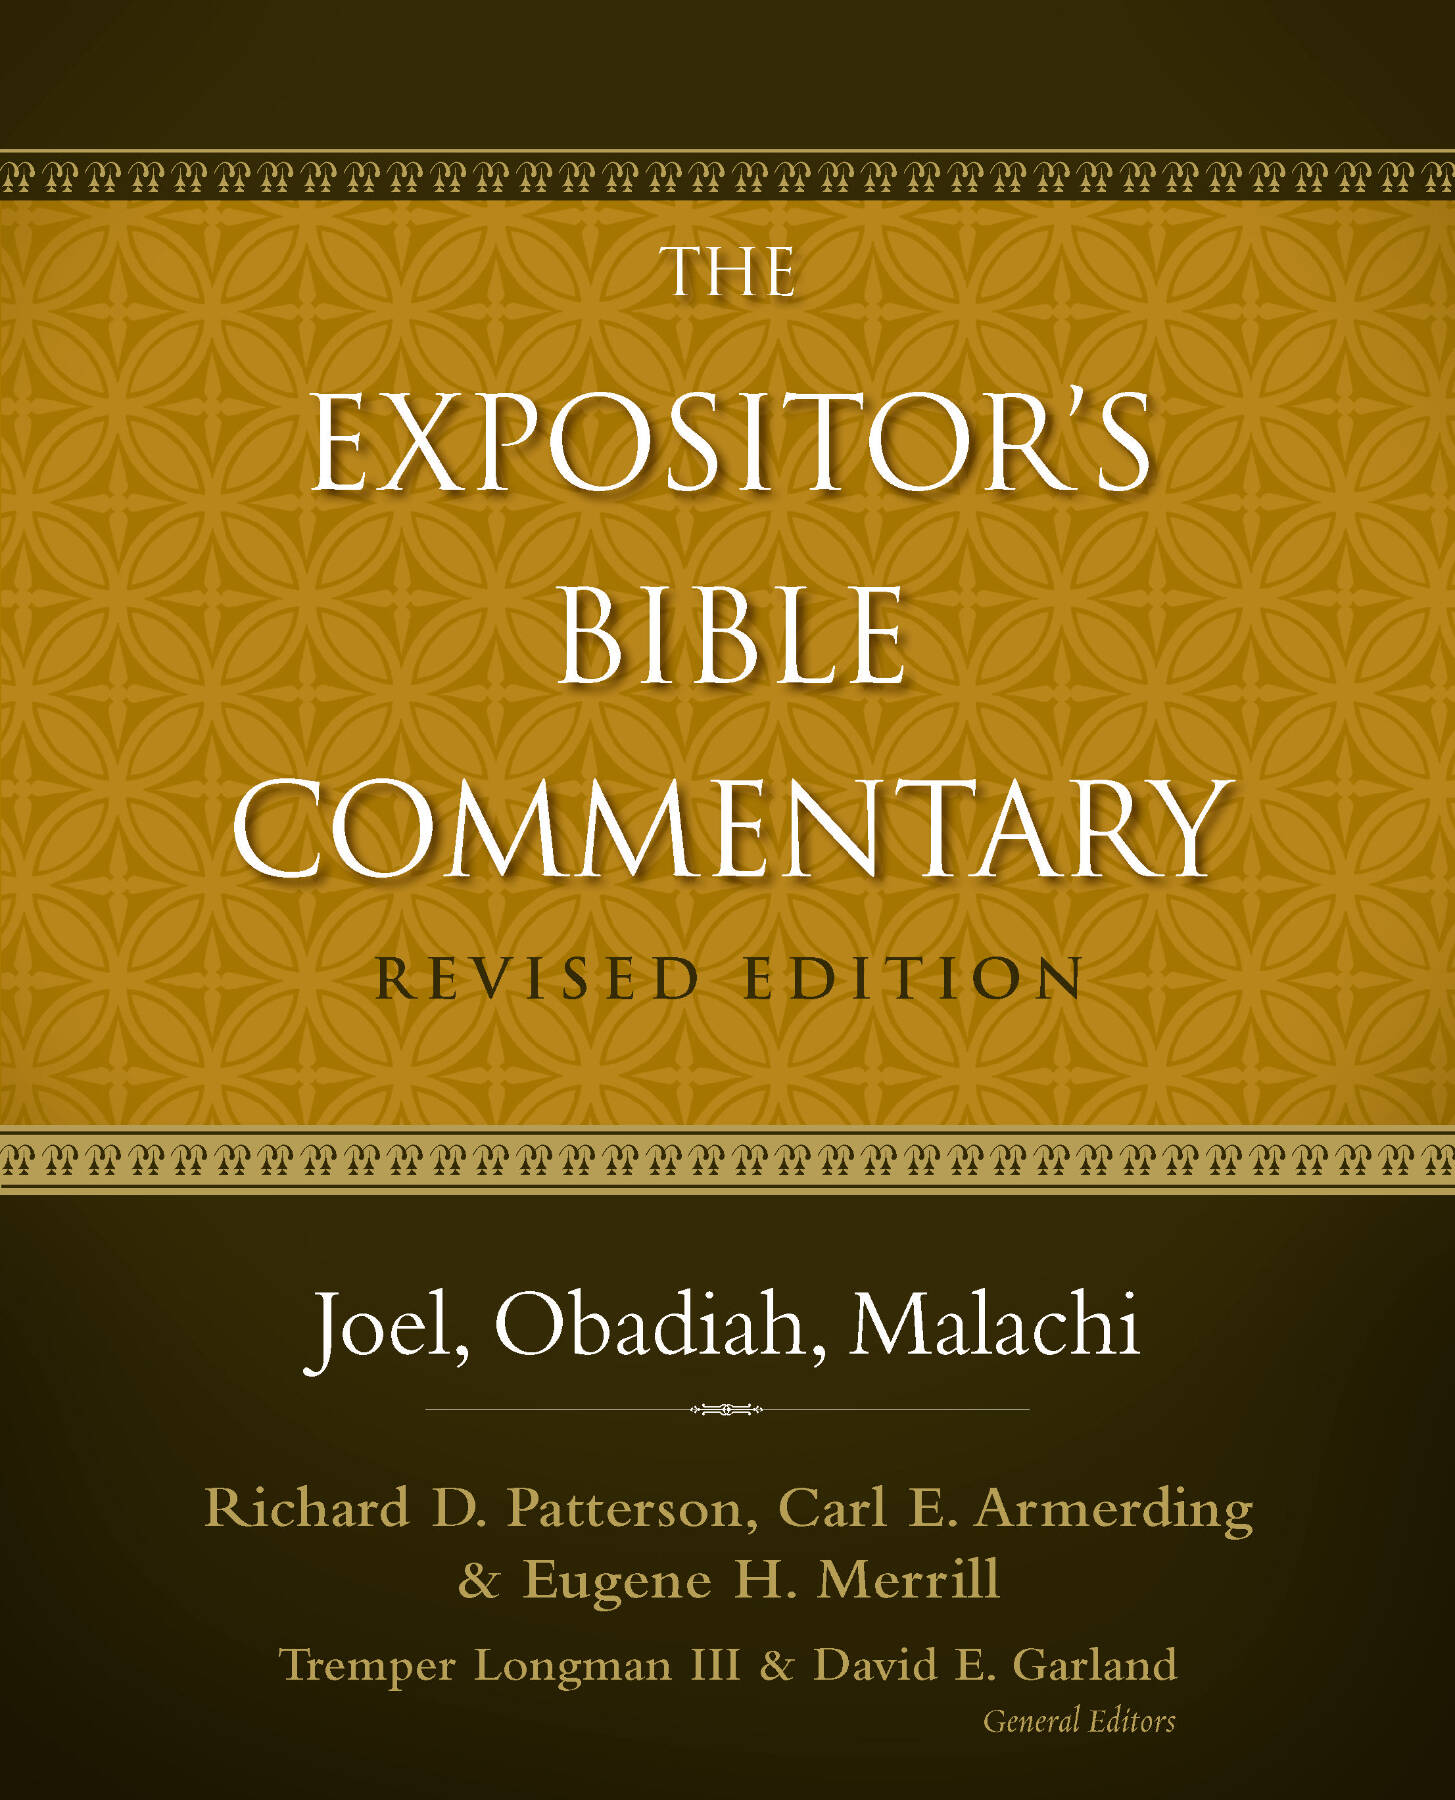 THE
EXPOSITOR’S
BIBLE
COMMENTARY
REVISED EDITION
Joel, Obadiah, Malachi
Richard D. Patterson, Carl E. Armerding
& Eugene H. Merrill
Tremper Longman III & David E. Garland
General Editors